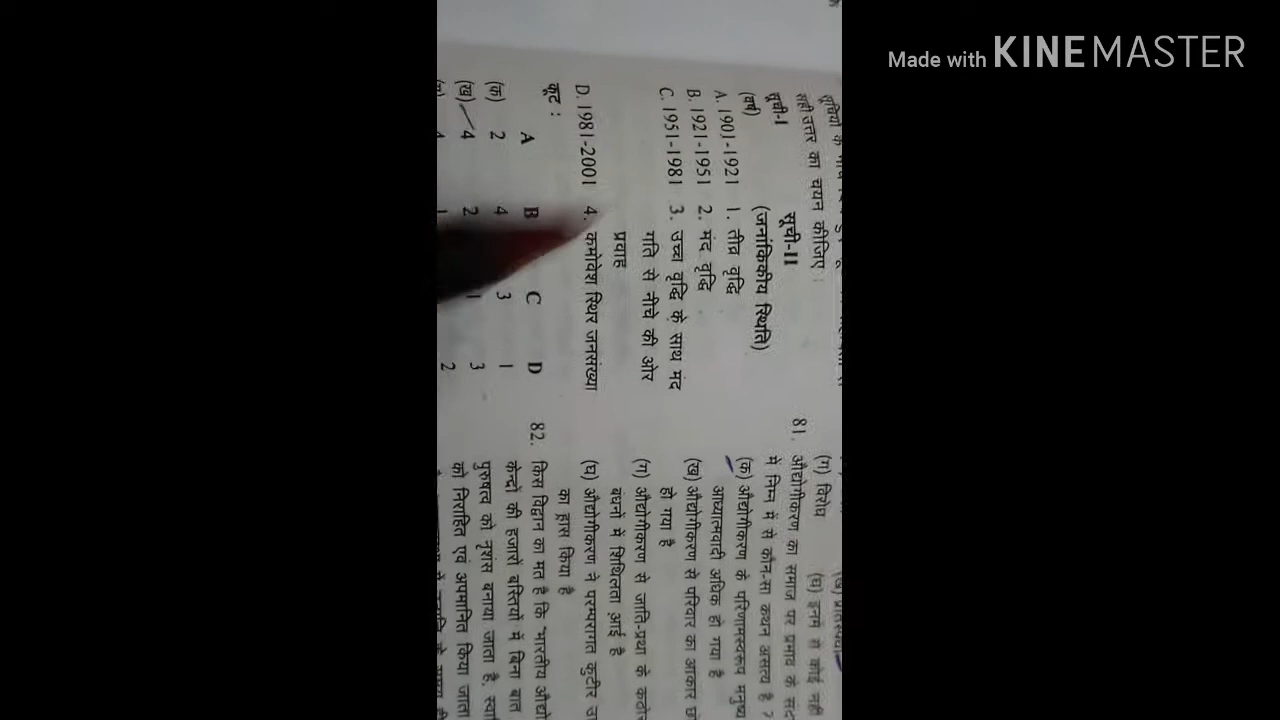 Made with KINEMASTER
सही उत्तर का चयन कीजिए :
सूची-I सूची-II
(वर्ष) (जनांकिकीय स्थिति)
A. 1901-1921 1. तीव्र वृद्धि
B. 1921-1951 2. मंद वृद्धि
C. 1951-1981 3. उच्च वृद्धि के साथ मंद
गति से नीचे की ओर
प्रवाह
D. 1981-2001 4. कमोवेश स्थिर जनसंख्या
कूट :
A B C D
(क) 2 4 3 1
(ख) 4 2 1 3
4 1 2
(ग) विरोध (घ) इनमें से कोई नहीं
81. औद्योगीकरण का समाज पर प्रभाव के
में निम्न में से कौन-सा कथन असत्य है ?
(क) औद्योगीकरण के परिणामस्वरूप मनुष्य
आध्यात्मवादी अधिक हो गया है
(ख) औद्योगीकरण से परिवार का आकार
हो गया है
(ग) औद्योगीकरण से जाति-प्रथा के
बंधनों में शिथिलता आई है
(घ) औद्योगीकरण ने परम्परागत कुटीर
का ह्रास किया है
82. किस विद्वान का मत है कि "भारतीय
केन्द्रों की हजारों बस्तियों में बिना बात
पुरुषत्व को नृशंस बनाया जाता है,
को निराहित एवं अपमानित किया जाता